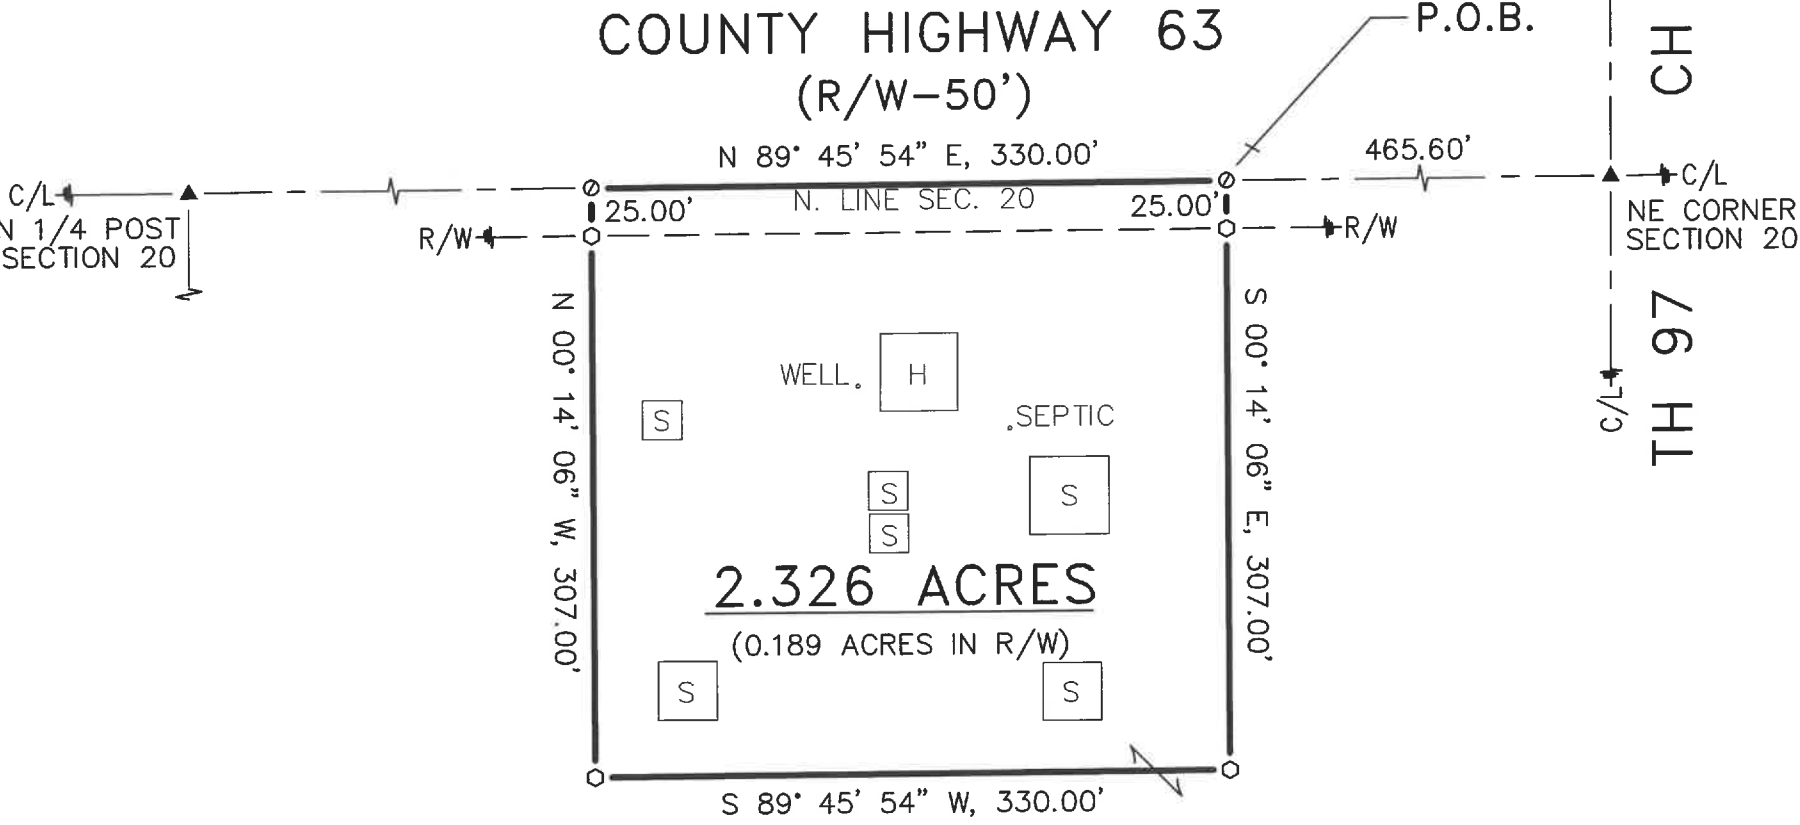 COUNTY HIGHWAY 63
(R/W-50')
P.O.B.
CH
N 89° 45' 54" E, 330.00'
465.60'
C/L
C/L
N 1/4 POST
SECTION 20
N. LINE SEC. 20
25.00'
25.00'
NE CORNER
SECTION 20
R/W
R/W
N 00° 14' 06" W, 307.00'
S 00° 14' 06" E, 307.00'
TH 97
C/L
WELL
H
S
SEPTIC
S
S
S
2.326 ACRES
(0.189 ACRES IN R/W)
S
S
S 89° 45' 54" W, 330.00'